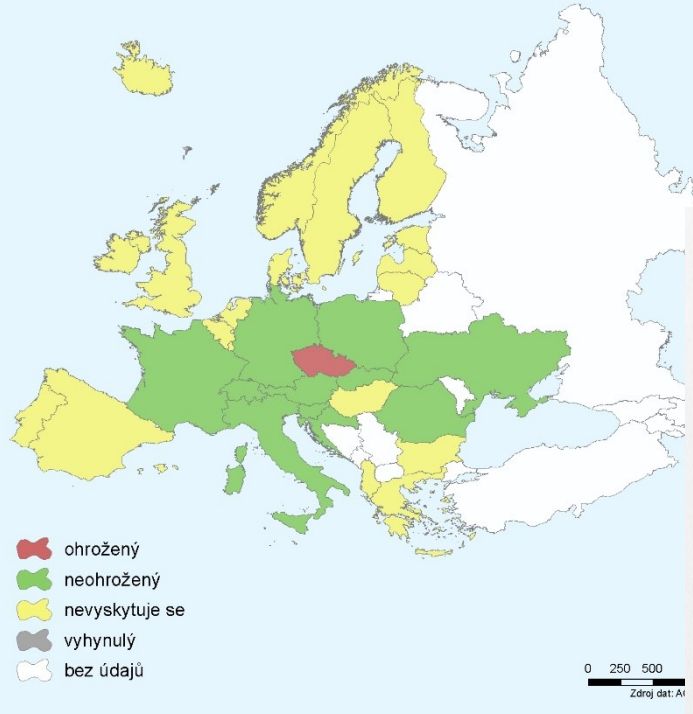 ohrožený
neohrožený
nevyskytuje se
vyhynulý
bez údajů
0 250 500
Zdroj dat: